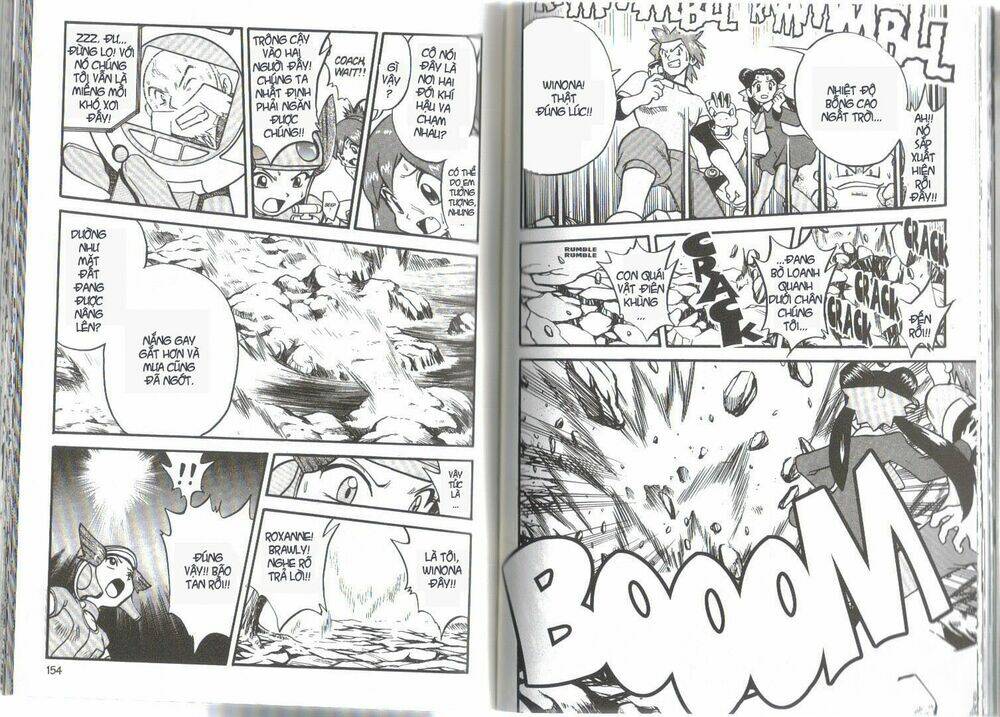 CÔ NÓI
ĐÂY LÀ
NƠI HAI
ĐỚI KHÍ
HẬU VA
CHẠM
NHAU?
CÓ THỂ
DO EM
TƯỞNG
TƯỢNG,
NHƯNG
...
GÌ
VẬY
?
COACH,
WAIT!!
TRÔNG CẬY
VÀO HAI
NGƯỜI ĐẤY!
CHÚNG TA
NHẤT ĐỊNH
PHẢI NGĂN
ĐƯỢC
CHÚNG!!
BEEP
ZZZ. ĐỪ...
ĐỪNG LO! VỚI
NÓ CHÚNG
TÔI VẪN LÀ
MIẾNG MỒI
KHÓ XƠI
ĐẤY!
DƯỜNG
NHƯ
MẶT
ĐẤT
ĐANG
ĐƯỢC
NÂNG
LÊN?
NẮNG GAY
GẮT HƠN VÀ
MƯA CŨNG
ĐÃ NGỚT.
VẬY
TỨC
LÀ
...
!!
ĐÚNG
VẬY!! BÃO
TAN RỒI!!
LÀ TÔI,
WINONA
ĐÂY!!
ROXANNE!
BRAWLY!
NGHE RÕ
TRẢ LỜI!!
154
RUMBL
RUMBL
NHIỆT ĐỘ
BỖNG CAO
NGẤT TRỜI...
AH!!
NÓ
SẮP
XUẤT
HIỆN
RỒI
ĐÂY!!
WINONA!
THẬT
ĐÚNG LÚC!!
CRACK
CRACK
CRACK
ĐẾN
RỒI!!
...ĐANG
BÒ LOANH
QUANH
DƯỚI CHÂN
CHÚNG
TÔI...
CRACK
CON QUÁI
VẬT ĐIÊN
KHÙNG
...
RUMBLE
RUMBLE
BOOOM